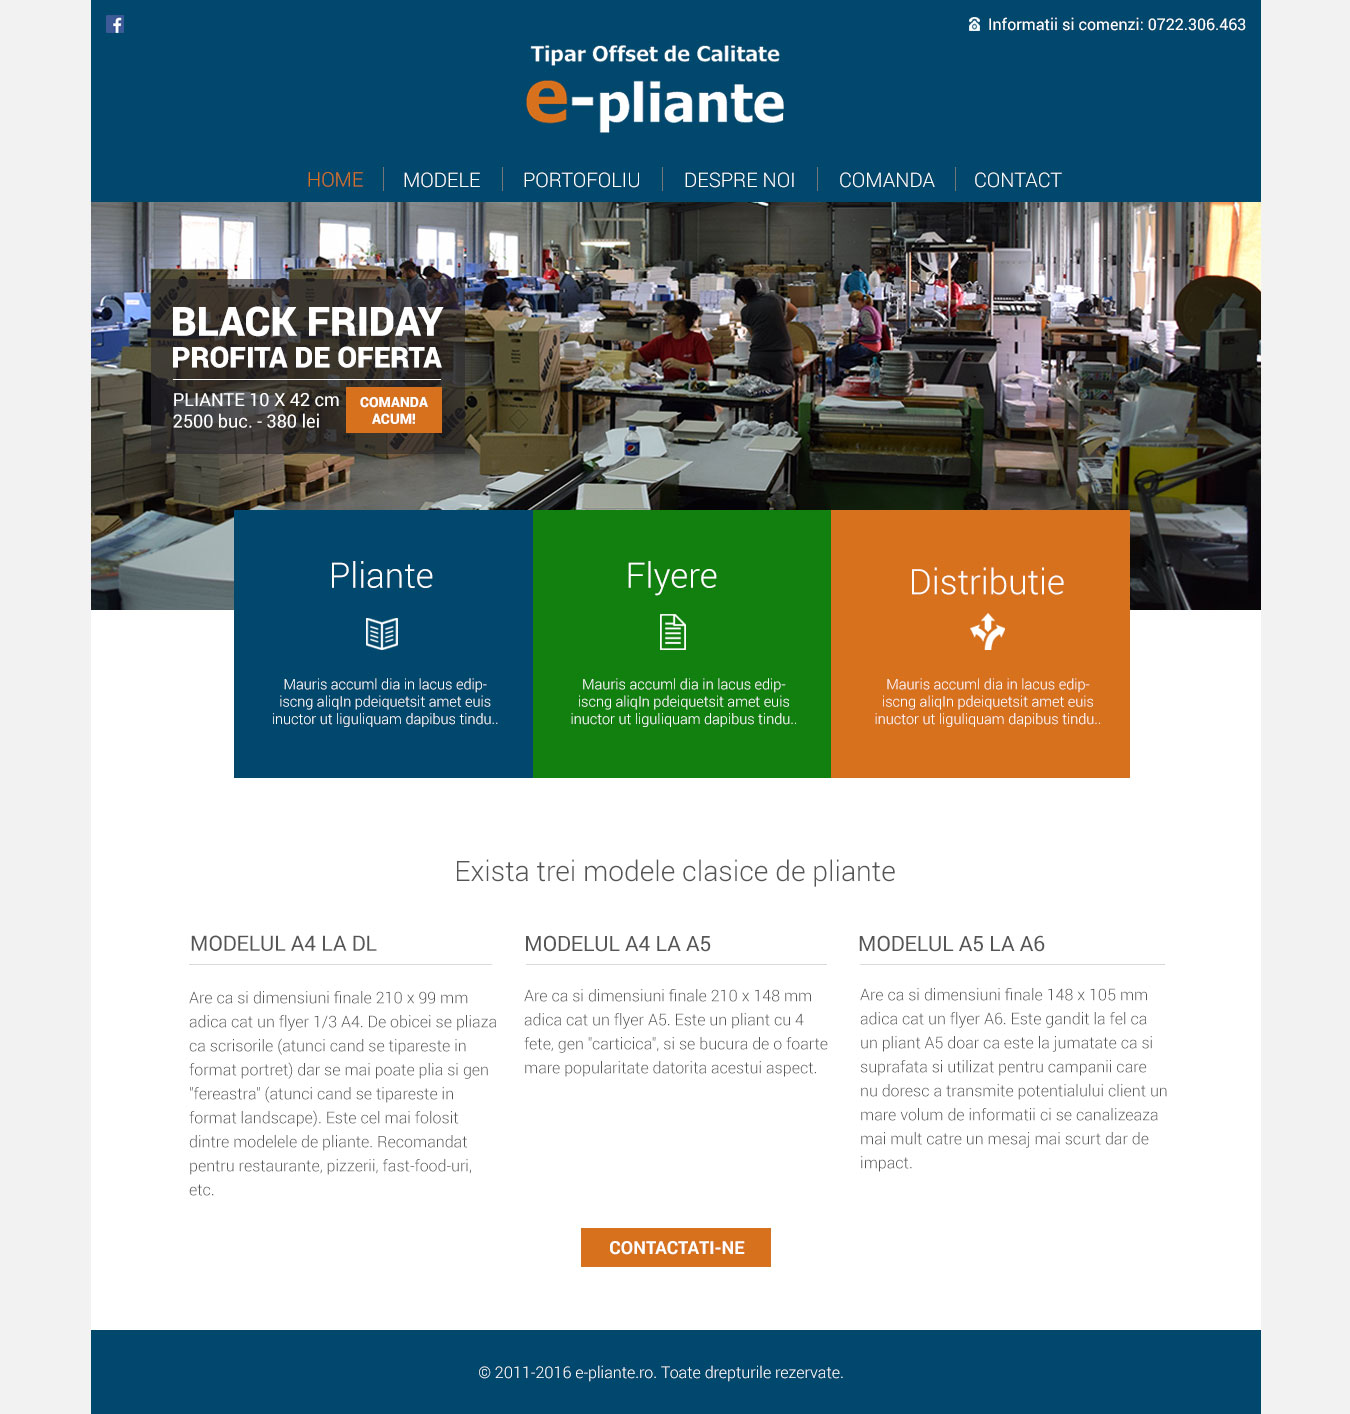 Informatii si comenzi: 0722.306.463
Tipar Offset de Calitate
e-pliante
HOME MODELE PORTOFOLIU DESPRE NOI COMANDA CONTACT
BLACK FRIDAY
PROFITA DE OFERTA
PLIANTE 10 X 42 cm
2500 buc. - 380 lei
COMANDA
ACUM!
Pliante
Mauris accuml dia in lacus edip-
iscng aliqIn pdeiquetsit amet euis
inuctor ut liguliquam dapibus tindu..
Flyere
Mauris accuml dia in lacus edip-
iscng aliqIn pdeiquetsit amet euis
inuctor ut liguliquam dapibus tindu..
Distributie
Mauris accuml dia in lacus edip-
iscng aliqIn pdeiquetsit amet euis
inuctor ut liguliquam dapibus tindu..
Exista trei modele clasice de pliante
MODELUL A4 LA DL
Are ca si dimensiuni finale 210 x 99 mm
adica cat un flyer 1/3 A4. De obicei se pliaza
ca scrisorile (atunci cand se tipareste in
format portret) dar se mai poate plia si gen
"fereastra" (atunci cand se tipareste in
format landscape). Este cel mai folosit
dintre modelele de pliante. Recomandat
pentru restaurante, pizzerii, fast-food-uri,
etc.
MODELUL A4 LA A5
Are ca si dimensiuni finale 210 x 148 mm
adica cat un flyer A5. Este un pliant cu 4
fete, gen "carticica", si se bucura de o foarte
mare popularitate datorita acestui aspect.
MODELUL A5 LA A6
Are ca si dimensiuni finale 148 x 105 mm
adica cat un flyer A6. Este gandit la fel ca
un pliant A5 doar ca este la jumatate ca si
suprafata si utilizat pentru campanii care
nu doresc a transmite potentialului client un
mare volum de informatii ci se canalizeaza
mai mult catre un mesaj mai scurt dar de
impact.
CONTACTATI-NE
© 2011-2016 e-pliante.ro. Toate drepturile rezervate.